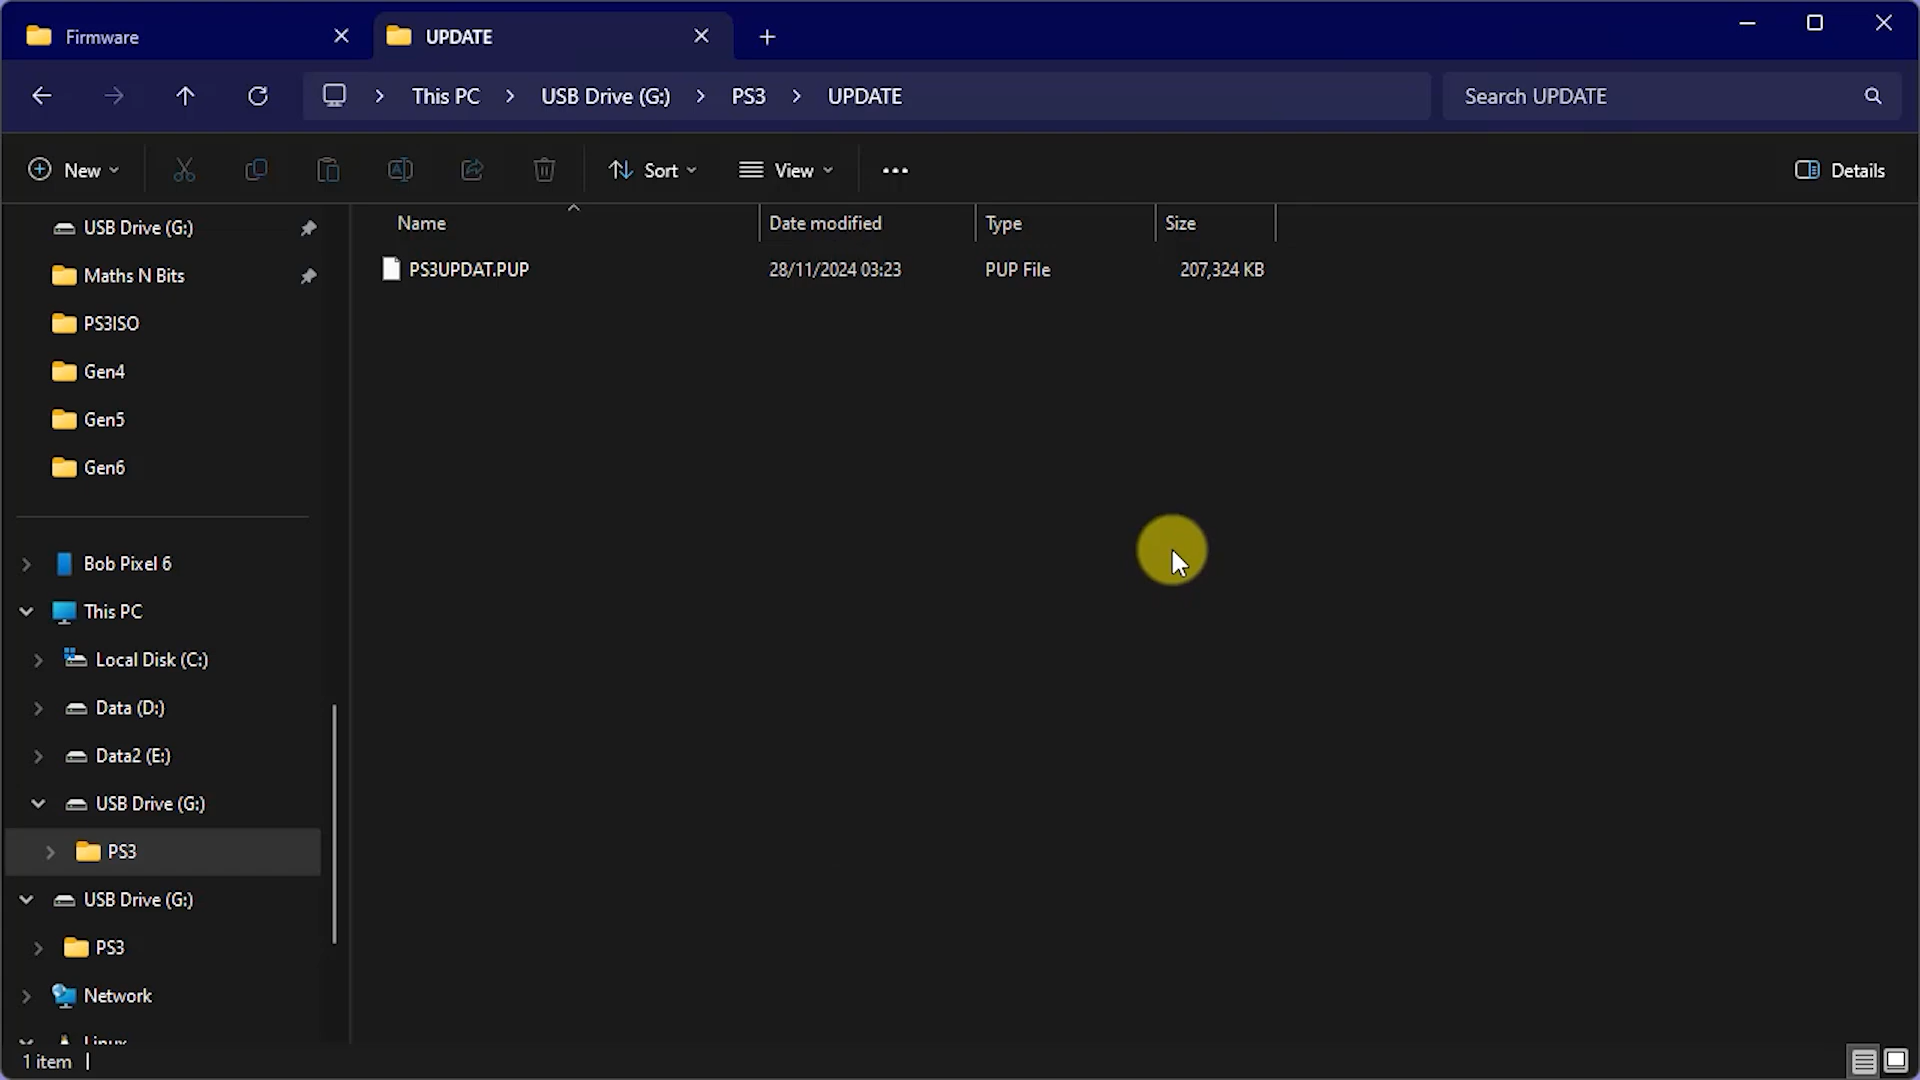 Firmware
UPDATE
This PC
USB Drive (G:)
PS3
UPDATE
Search UPDATE
New
Sort
View
Details
Name
Date modified
Type
Size
PS3UPDAT.PUP
28/11/2024 03:23
PUP File
207,324 KB
USB Drive (G:)
Maths N Bits
PS3ISO
Gen4
Gen5
Gen6
Bob Pixel 6
This PC
Local Disk (C:)
Data (D:)
Data2 (E:)
USB Drive (G:)
PS3
USB Drive (G:)
PS3
Network
Linux
1 item